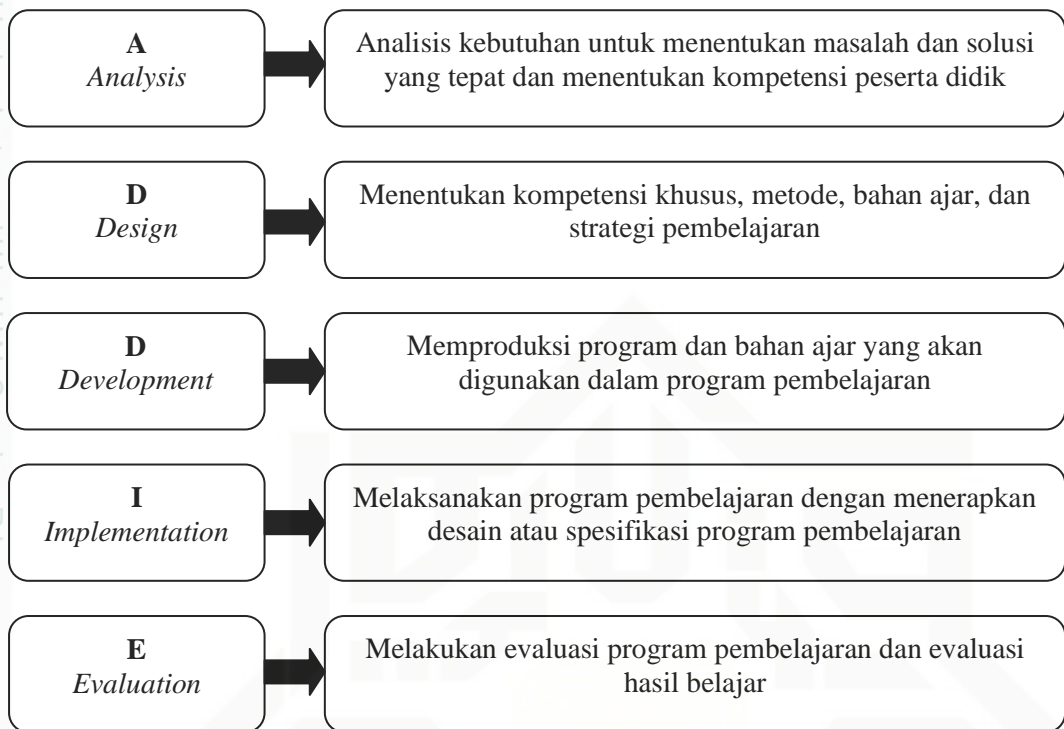 A
Analysis
Analisis kebutuhan untuk menentukan masalah dan solusi
yang tepat dan menentukan kompetensi peserta didik
D
Design
Menentukan kompetensi khusus, metode, bahan ajar, dan
strategi pembelajaran
D
Development
Memproduksi program dan bahan ajar yang akan
digunakan dalam program pembelajaran
I
Implementation
Melaksanakan program pembelajaran dengan menerapkan
desain atau spesifikasi program pembelajaran
E
Evaluation
Melakukan evaluasi program pembelajaran dan evaluasi
hasil belajar